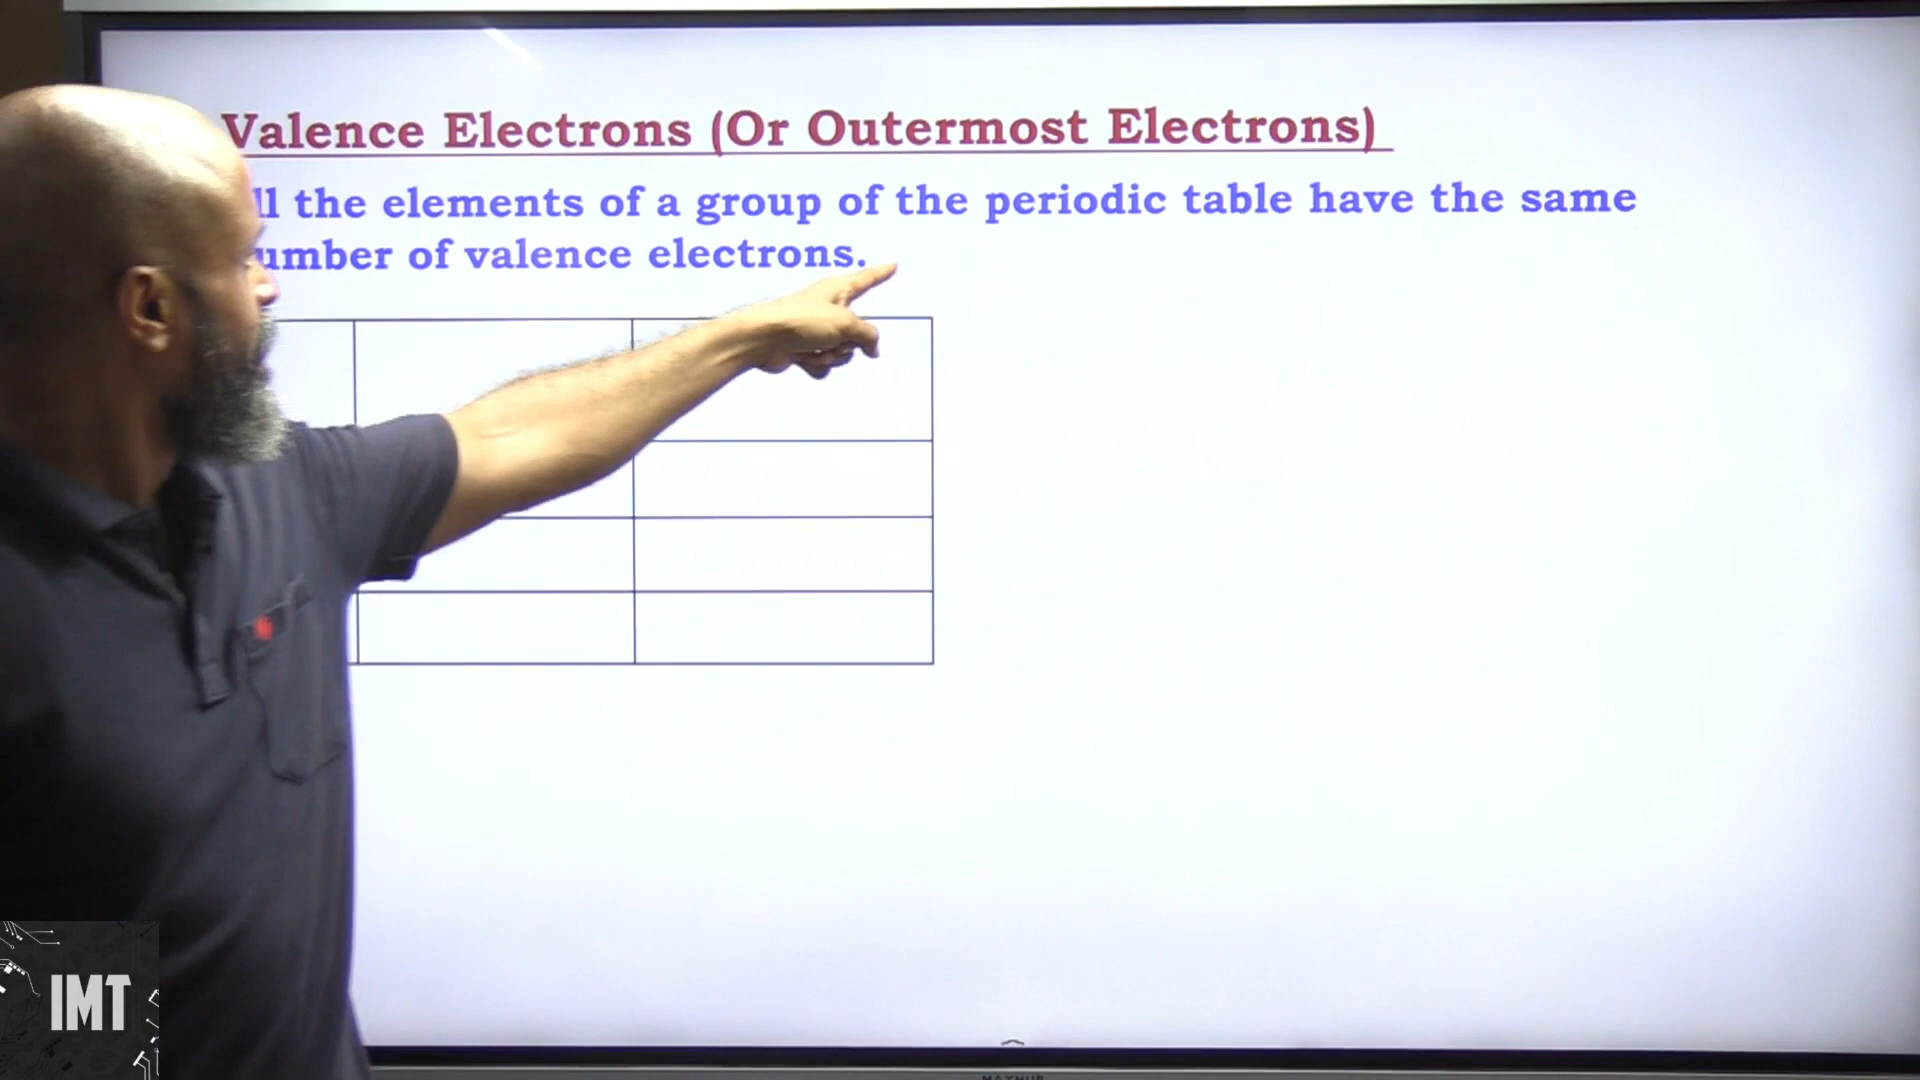 Valence Electrons (Or Outermost Electrons)
ll the elements of a group of the periodic table have the same
umber of valence electrons.
IMT
MAXHUB